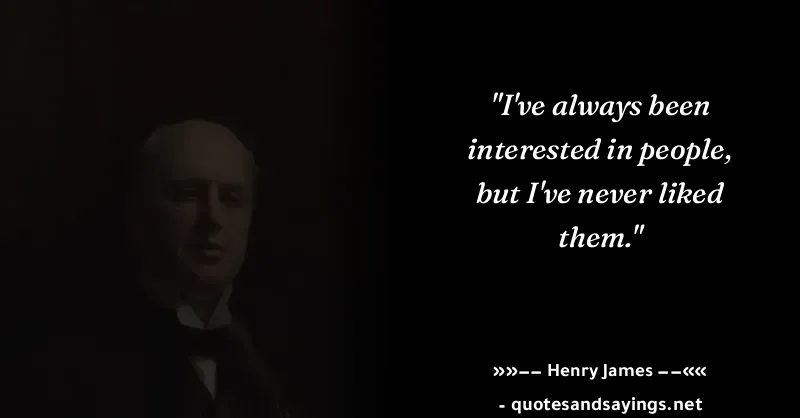 "I've always been
interested in people,
but I've never liked
them."
»»−− Henry James −−««
- quotesandsayings.net